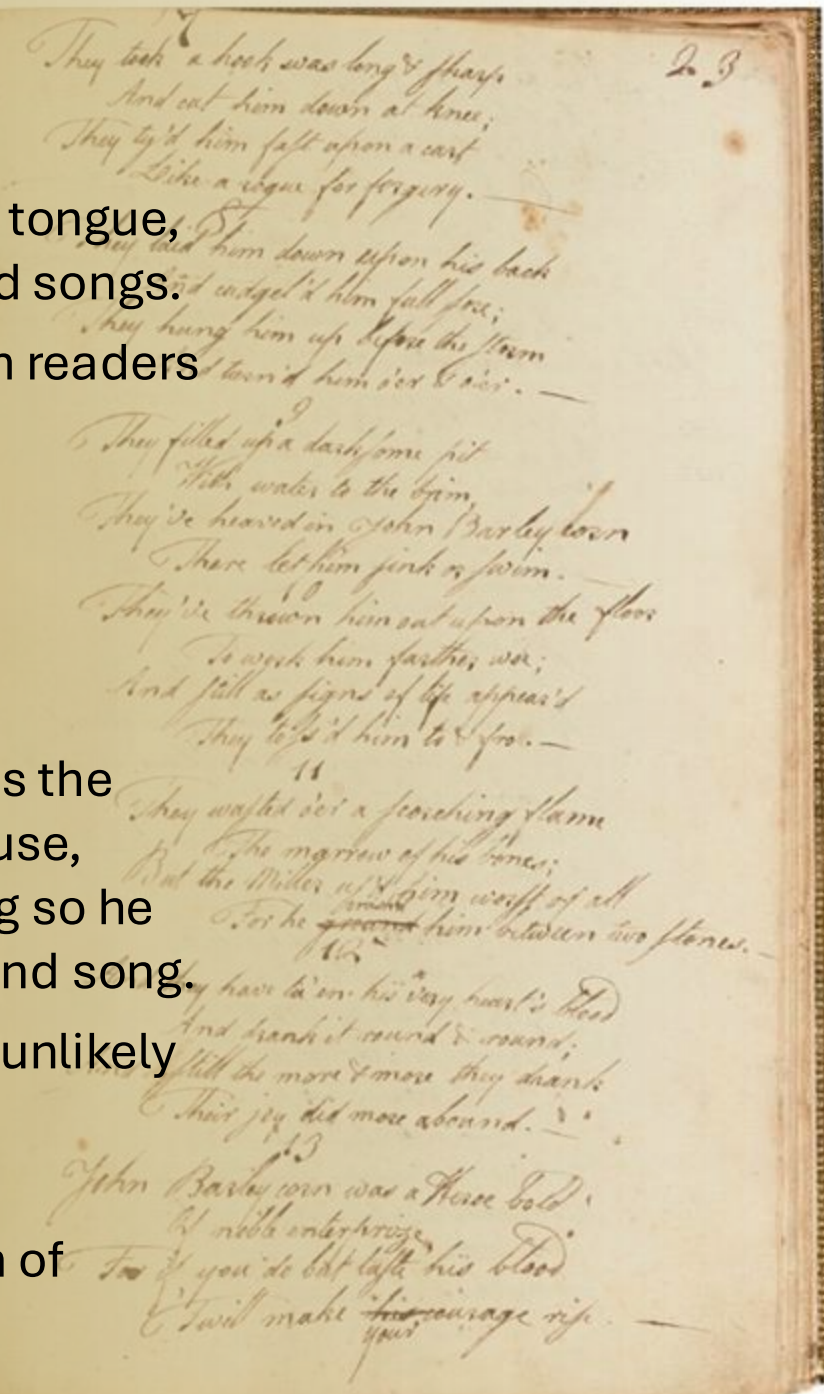 7
23
They took a hook was long & sharp
And cut him down at knee;
They ty'd him fast upon a cart
Like a rogue for forgery.
tongue,
8
They laid him down upon his back
d songs.
And cudgel'd him full sore;
They hung him up before the storm
n readers
turn'd him o'er & o'er.
9
They filled up a darksome pit
With water to the brim,
They've heaved in John Barleycorn
There let him sink or swim.
10
They've thrown him out upon the floor
To work him farther woe;
And still as signs of life appear'd
They toss'd him to & fro.
s the
11
They wasted o'er a scorching flame
use,
The marrow of his bones;
But the Miller us'd him worst of all
g so he
For he ground him between two stones.
12
nd song.
they have ta'en his very heart's blood
And drank it round & round;
unlikely
still the more & more they drank
Their joy did more abound.
13
John Barleycorn was a Heroe bold
Of noble enterprize
n of
For if you do but taste his blood
'Twill make his courage rise.
your